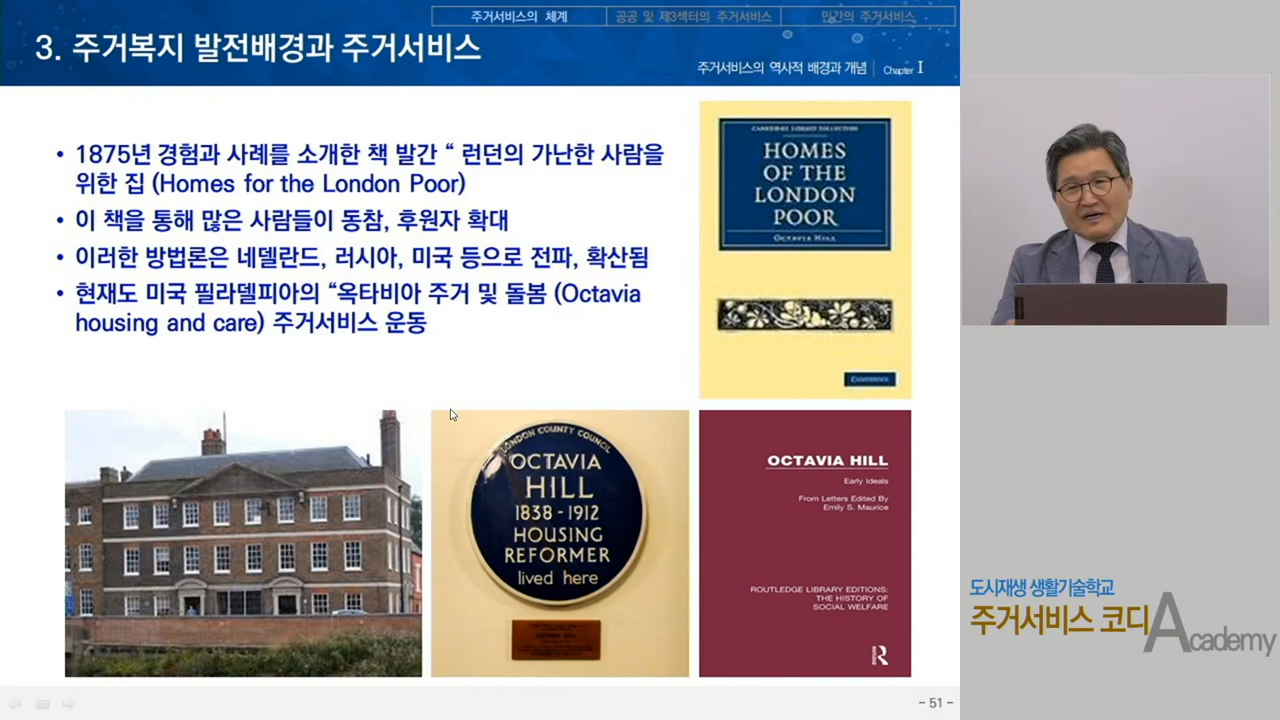 주거서비스의 체계
공공 및 제3섹터의 주거서비스
민간의 주거서비스
3. 주거복지 발전배경과 주거서비스
주거서비스의 역사적 배경과 개념 Chapter I
• 1875년 경험과 사례를 소개한 책 발간 “ 런던의 가난한 사람을
위한 집 (Homes for the London Poor)
• 이 책을 통해 많은 사람들이 동참, 후원자 확대
• 이러한 방법론은 네델란드, 러시아, 미국 등으로 전파, 확산됨
• 현재도 미국 필라델피아의 “옥타비아 주거 및 돌봄 (Octavia
housing and care) 주거서비스 운동
CAMBRIDGE LIBRARY COLLECTION
HOMES
OF THE
LONDON
POOR
OCTAVIA HILL
CAMBRIDGE
LONDON COUNTY COUNCIL
OCTAVIA
HILL
1838-1912
HOUSING
REFORMER
lived here
OCTAVIA HILL
OCTAVIA HILL
Early Ideals
From Letters Edited By
Emily S. Maurice
ROUTLEDGE LIBRARY EDITIONS:
THE HISTORY OF
SOCIAL WELFARE
R
도시재생 생활기술학교
주거서비스 코디 Academy
- 51 -